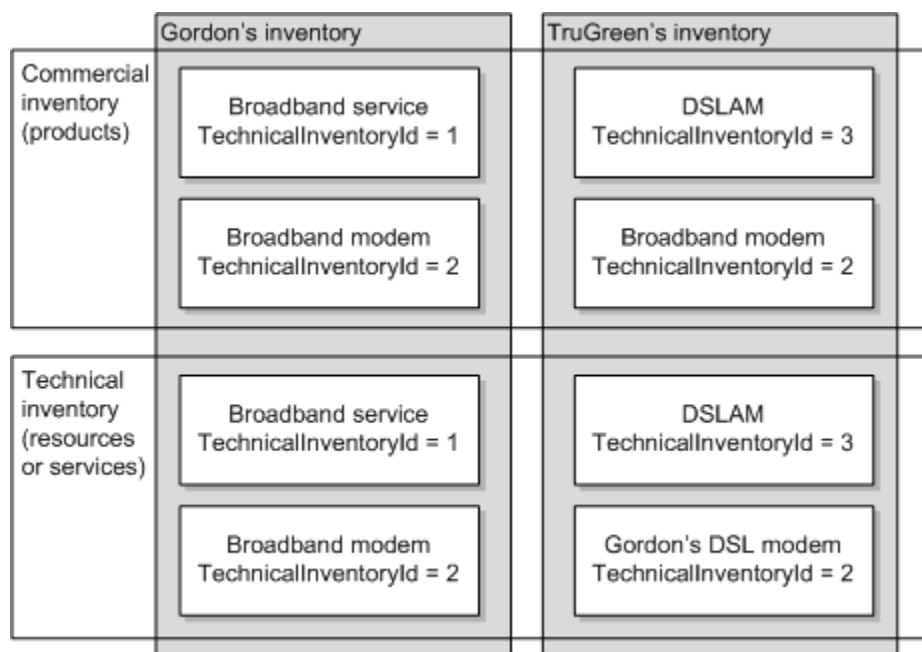 Gordon's inventory
TruGreen's inventory
Commercial
inventory
(products)
Broadband service
TechnicalInventoryId = 1
DSLAM
TechnicalInventoryId = 3
Broadband modem
TechnicalInventoryId = 2
Broadband modem
TechnicalInventoryId = 2
Technical
inventory
(resources
or services)
Broadband service
TechnicalInventoryId = 1
DSLAM
TechnicalInventoryId = 3
Broadband modem
TechnicalInventoryId = 2
Gordon's DSL modem
TechnicalInventoryId = 2